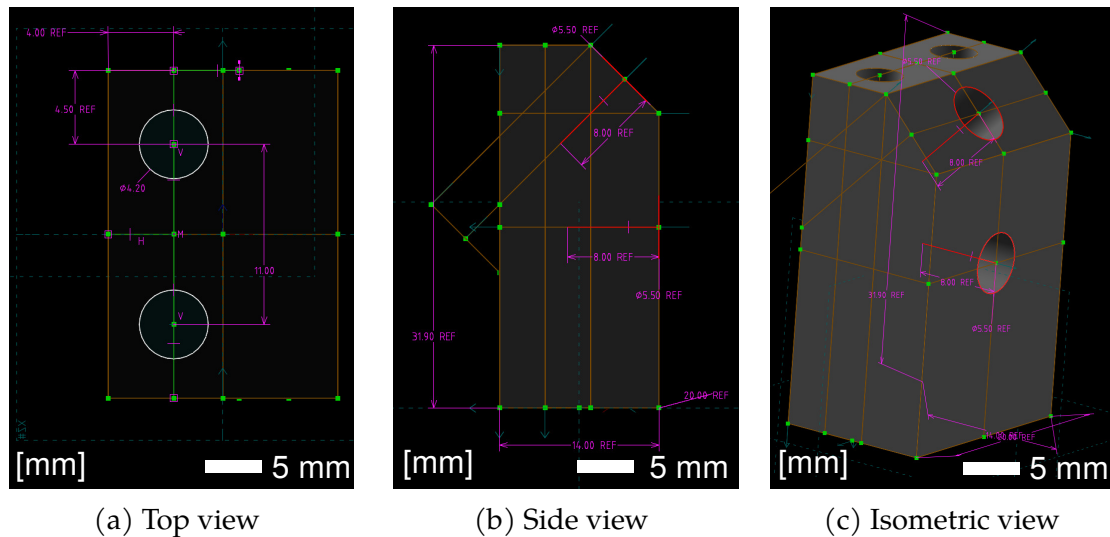 4.00 REF
4.50 REF
V
Ø4.20
H
M
11.00
V
[mm]
5 mm
(a) Top view
Ø5.50 REF
8.00 REF
8.00 REF
Ø5.50 REF
31.90 REF
20.00 REF
14.00 REF
[mm]
5 mm
(b) Side view
8.00 REF
8.00 REF
31.90 REF
Ø5.50 REF
20.00 REF
[mm]
5 mm
(c) Isometric view